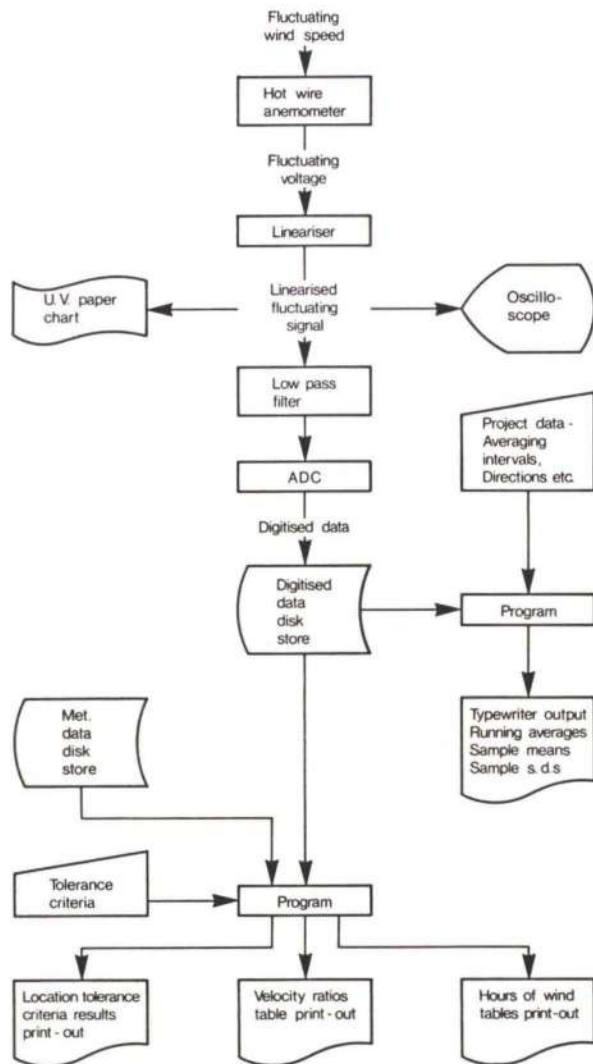 Fluctuating
wind speed
Hot wire
anemometer
Fluctuating
voltage
Lineariser
U.V. paper
chart
Linearised
fluctuating
signal
Oscillo-
scope
Low pass
filter
Project data -
Averaging
intervals,
Directions etc.
ADC
Digitised data
Digitised
data
disk
store
Program
Typewriter output
Running averages
Sample means
Sample s.d.s
Met.
data
disk
store
Tolerance
criteria
Program
Location tolerance
criteria results
print-out
Velocity ratios
table print-out
Hours of wind
tables print-out